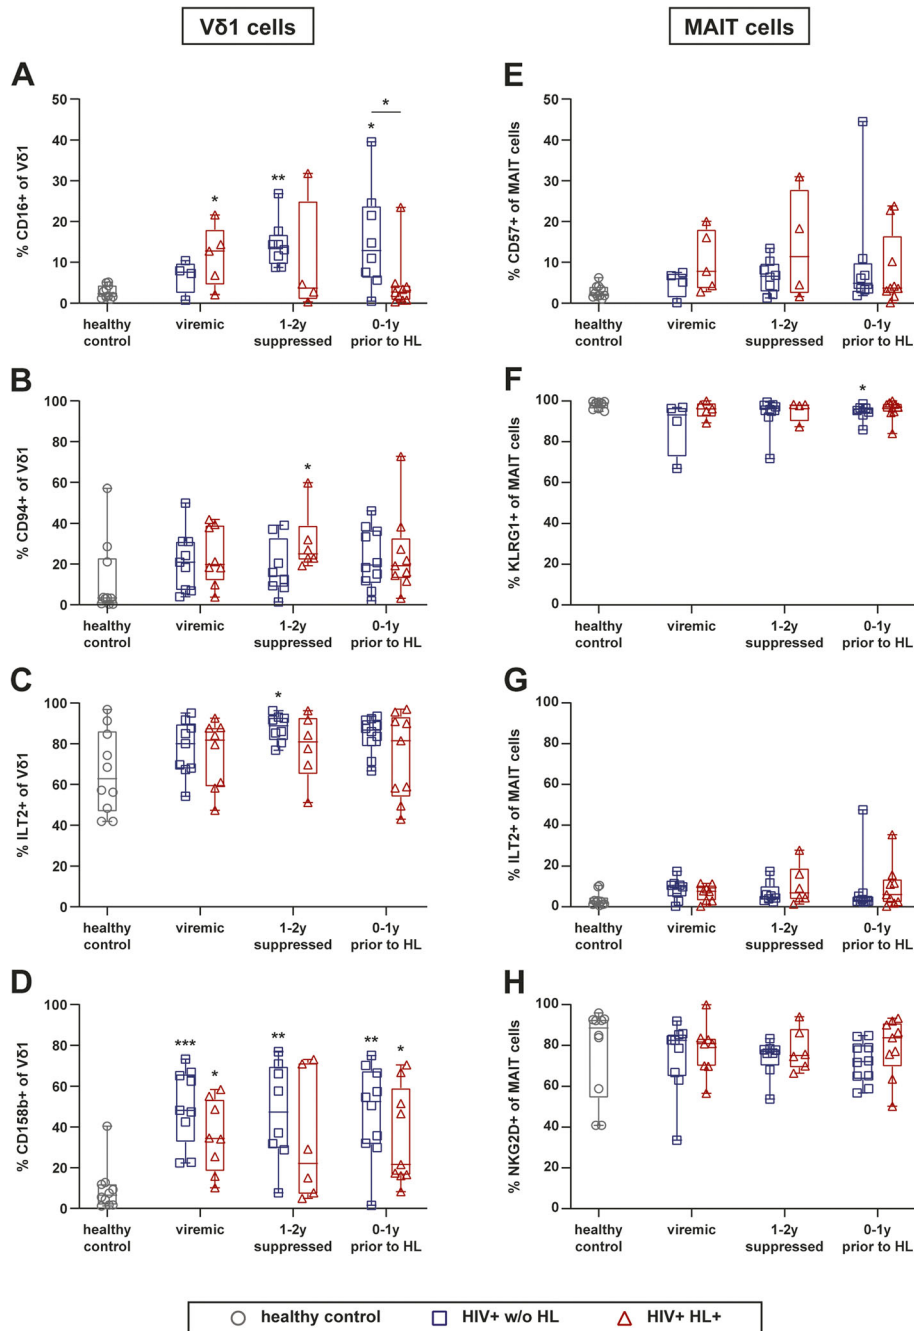 Vδ1 cells
MAIT cells
A
% CD16+ of Vδ1
50
40
30
20
10
0
*
**
*
*
healthy control
viremic
1-2y suppressed
0-1y prior to HL
E
% CD57+ of MAIT cells
50
40
30
20
10
0
healthy control
viremic
1-2y suppressed
0-1y prior to HL
B
% CD94+ of Vδ1
100
80
60
40
20
0
*
healthy control
viremic
1-2y suppressed
0-1y prior to HL
F
% KLRG1+ of MAIT cells
100
80
60
40
20
0
*
healthy control
viremic
1-2y suppressed
0-1y prior to HL
C
% ILT2+ of Vδ1
100
80
60
40
20
0
*
healthy control
viremic
1-2y suppressed
0-1y prior to HL
G
% ILT2+ of MAIT cells
100
80
60
40
20
0
healthy control
viremic
1-2y suppressed
0-1y prior to HL
D
% CD158b+ of Vδ1
100
80
60
40
20
0
***
*
**
**
*
healthy control
viremic
1-2y suppressed
0-1y prior to HL
H
% NKG2D+ of MAIT cells
100
80
60
40
20
0
healthy control
viremic
1-2y suppressed
0-1y prior to HL
healthy control
HIV+ w/o HL
HIV+ HL+